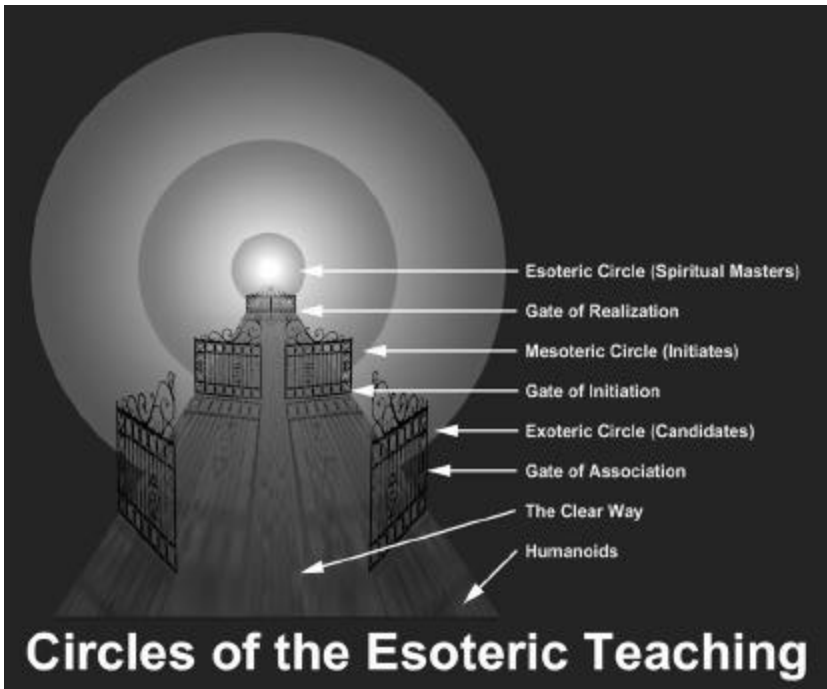 Esoteric Circle (Spiritual Masters)
Gate of Realization
Mesoteric Circle (Initiates)
Gate of Initiation
Exoteric Circle (Candidates)
Gate of Association
The Clear Way
Humanoids
Circles of the Esoteric Teaching